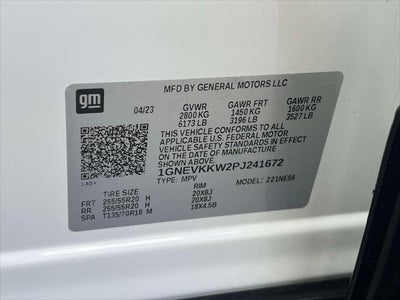 gm
MFD BY GENERAL MOTORS LLC
04/23 GVWR GAWR FRT GAWR RR
2800 KG 1450 KG 1600 KG
6173 LB 3196 LB 3527 LB
THIS VEHICLE CONFORMS TO ALL
APPLICABLE U.S. FEDERAL MOTOR
VEHICLE SAFETY STANDARDS IN
EFFECT ON THE DATE OF MANUFACTURE
SHOWN ABOVE.
1GNEVKKW2PJ241672
TYPE: MPV MODEL: 221NE56
140X
TIRE SIZE RIM
FRT 255/55R20 H 20X8J
RR 255/55R20 H 20X8J
SPA T135/70R18 M 18X4.5B